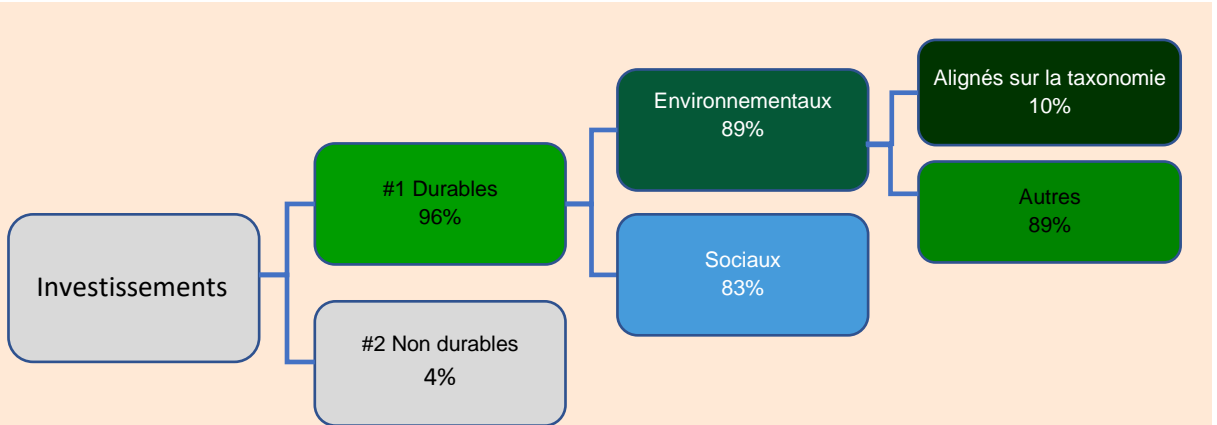 Investissements
#1 Durables
96%
#2 Non durables
4%
Environnementaux
89%
Sociaux
83%
Alignés sur la taxonomie
10%
Autres
89%